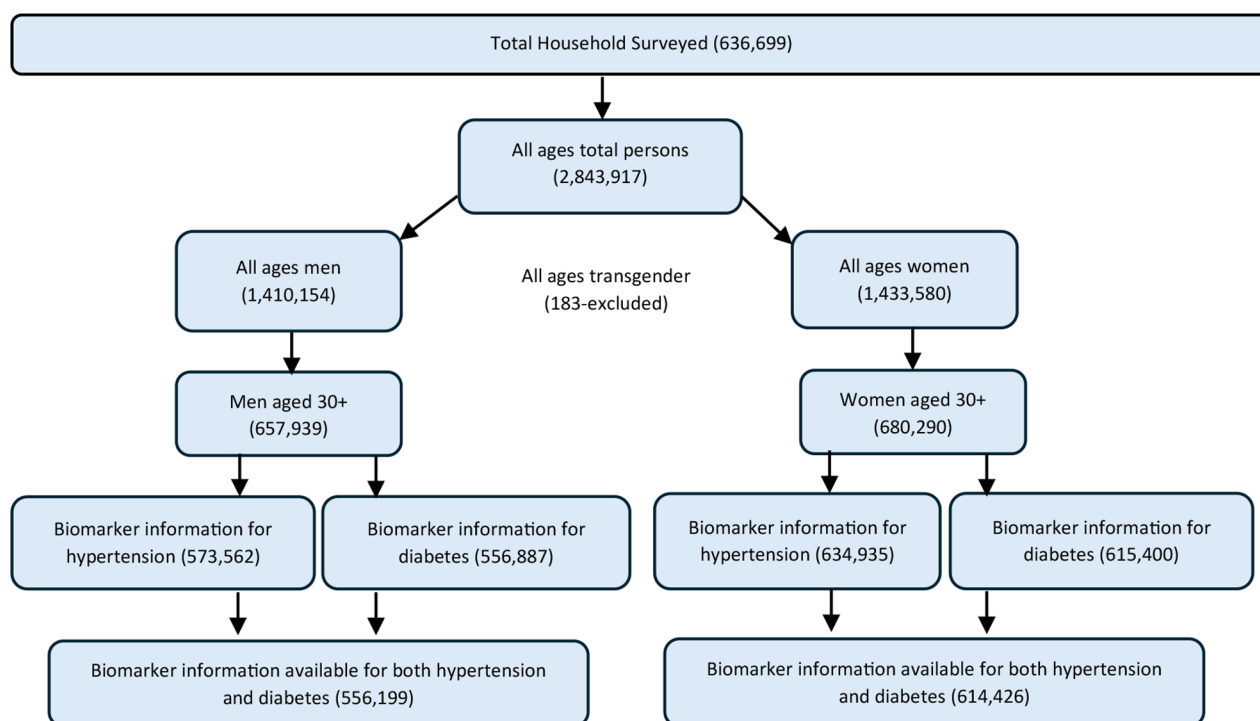 Total Household Surveyed (636,699)
All ages total persons
(2,843,917)
All ages men
(1,410,154)
All ages transgender
(183-excluded)
All ages women
(1,433,580)
Men aged 30+
(657,939)
Women aged 30+
(680,290)
Biomarker information for
hypertension (573,562)
Biomarker information for
diabetes (556,887)
Biomarker information for
hypertension (634,935)
Biomarker information for
diabetes (615,400)
Biomarker information available for both hypertension
and diabetes (556,199)
Biomarker information available for both hypertension
and diabetes (614,426)